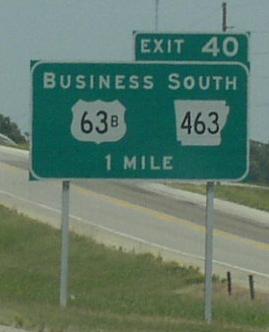 EXIT 40
BUSINESS SOUTH
63B 463
1 MILE